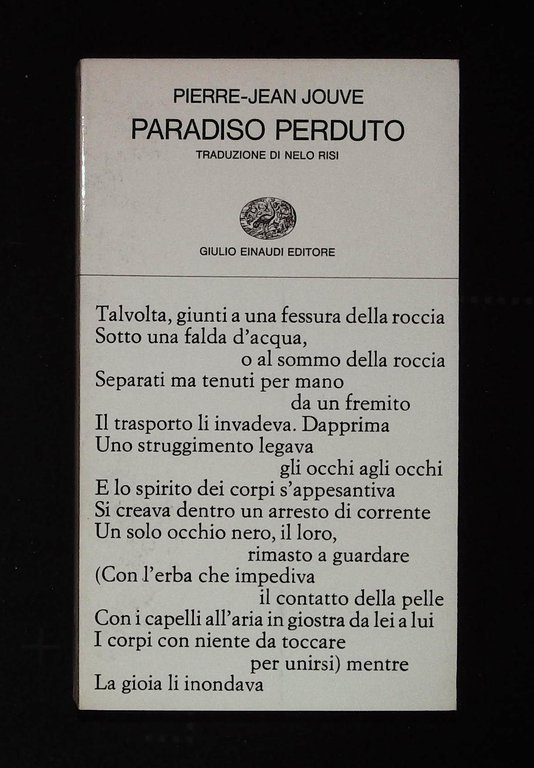 PIERRE-JEAN JOUVE
PARADISO PERDUTO
TRADUZIONE DI NELO RISI
GIULIO EINAUDI EDITORE
Talvolta, giunti a una fessura della roccia
Sotto una falda d'acqua,
o al sommo della roccia
Separati ma tenuti per mano
da un fremito
Il trasporto li invadeva. Dapprima
Uno struggimento legava
gli occhi agli occhi
E lo spirito dei corpi s'appesantiva
Si creava dentro un arresto di corrente
Un solo occhio nero, il loro,
rimasto a guardare
(Con l'erba che impediva
il contatto della pelle
Con i capelli all'aria in giostra da lei a lui
I corpi con niente da toccare
per unirsi) mentre
La gioia li inondava